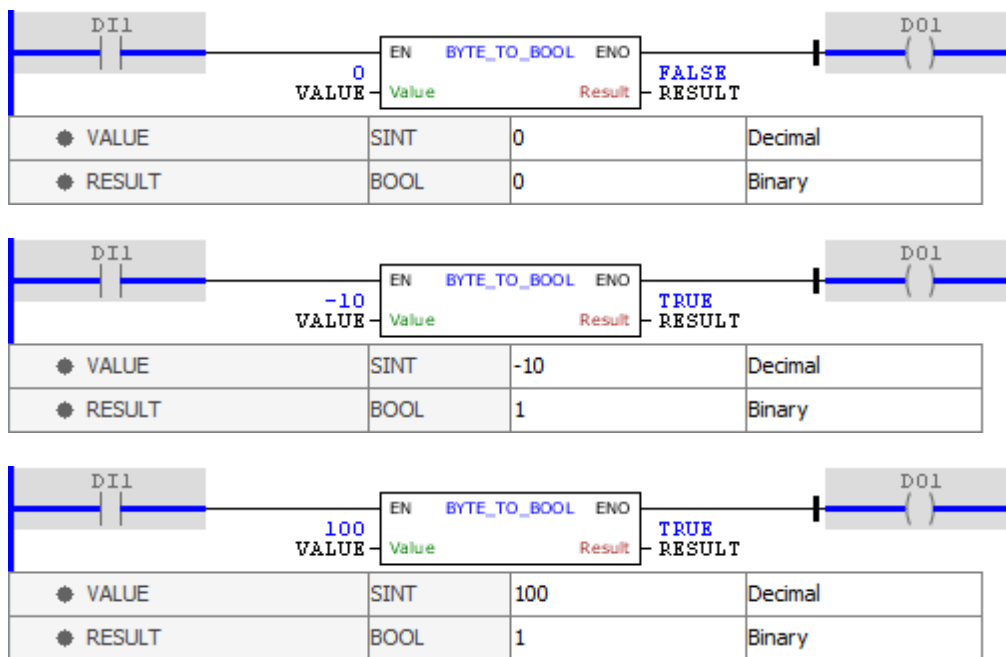 DI1 DO1
EN BYTE_TO_BOOL ENO
0 FALSE
VALUE Value Result RESULT
VALUE SINT 0 Decimal
RESULT BOOL 0 Binary
DI1 DO1
EN BYTE_TO_BOOL ENO
-10 TRUE
VALUE Value Result RESULT
VALUE SINT -10 Decimal
RESULT BOOL 1 Binary
DI1 DO1
EN BYTE_TO_BOOL ENO
100 TRUE
VALUE Value Result RESULT
VALUE SINT 100 Decimal
RESULT BOOL 1 Binary